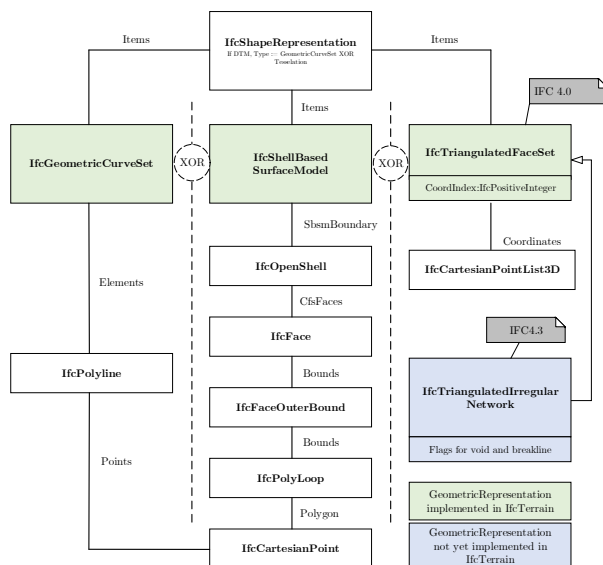 Items
IfcShapeRepresentation
If DTM, Type := GeometricCurveSet XOR
Tesselation
Items
Items
IFC 4.0
IfcGeometricCurveSet
XOR
IfcShellBased
SurfaceModel
XOR
IfcTriangulatedFaceSet
CoordIndex:IfcPositiveInteger
SbsmBoundary
Coordinates
IfcOpenShell
IfcCartesianPointList3D
Elements
CfsFaces
IfcFace
IFC4.3
IfcPolyline
Bounds
IfcFaceOuterBound
IfcTriangulatedIrregular
Network
Bounds
Flags for void and breakline
Points
IfcPolyLoop
Polygon
GeometricRepresentation
implemented in IfcTerrain
IfcCartesianPoint
GeometricRepresentation
not yet implemented in
IfcTerrain